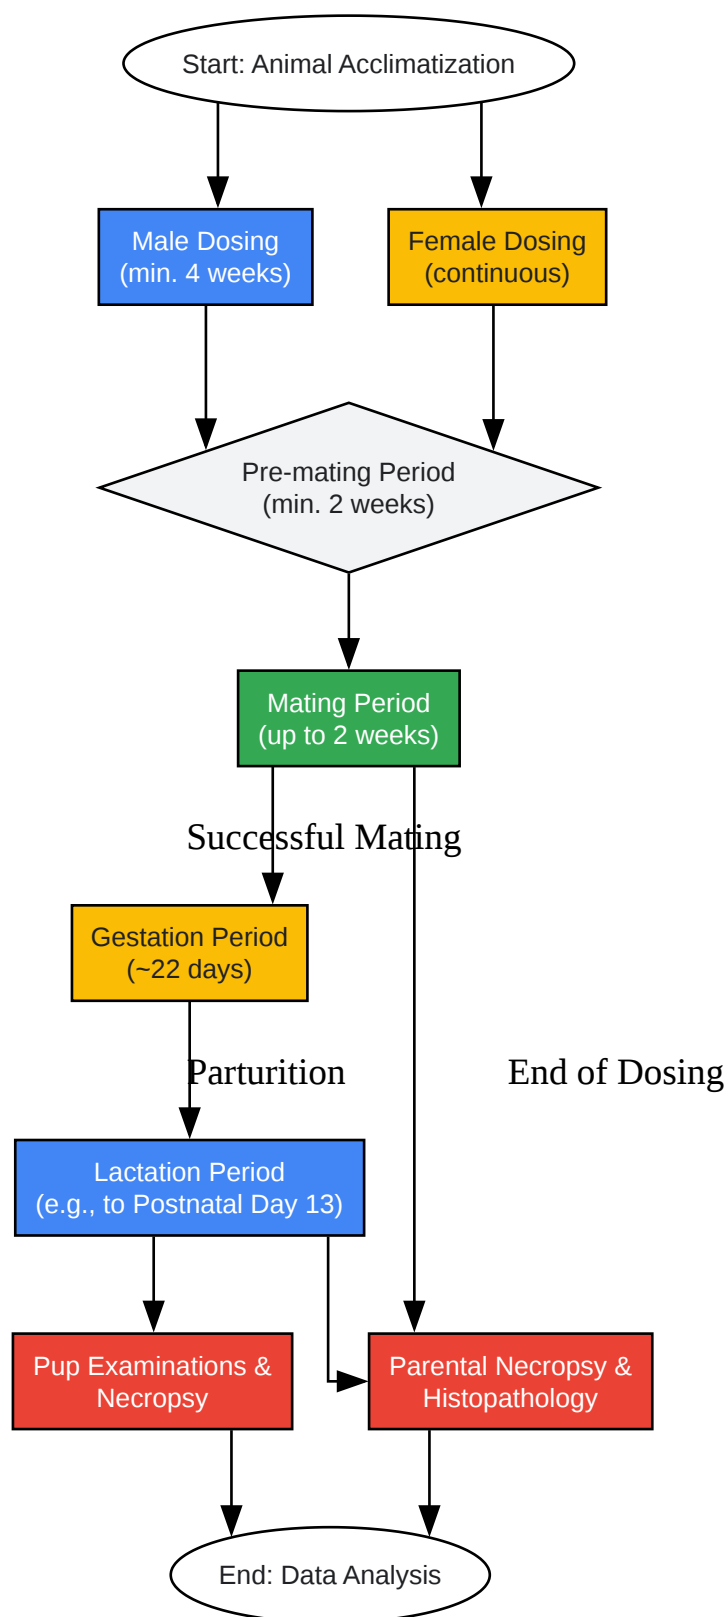 Start: Animal Acclimatization
Male Dosing
(min. 4 weeks)
Female Dosing
(continuous)
Pre-mating Period
(min. 2 weeks)
Mating Period
(up to 2 weeks)
Successful Mating
Gestation Period
(~22 days)
Parturition
End of Dosing
Lactation Period
(e.g., to Postnatal Day 13)
Pup Examinations &
Necropsy
Parental Necropsy &
Histopathology
End: Data Analysis